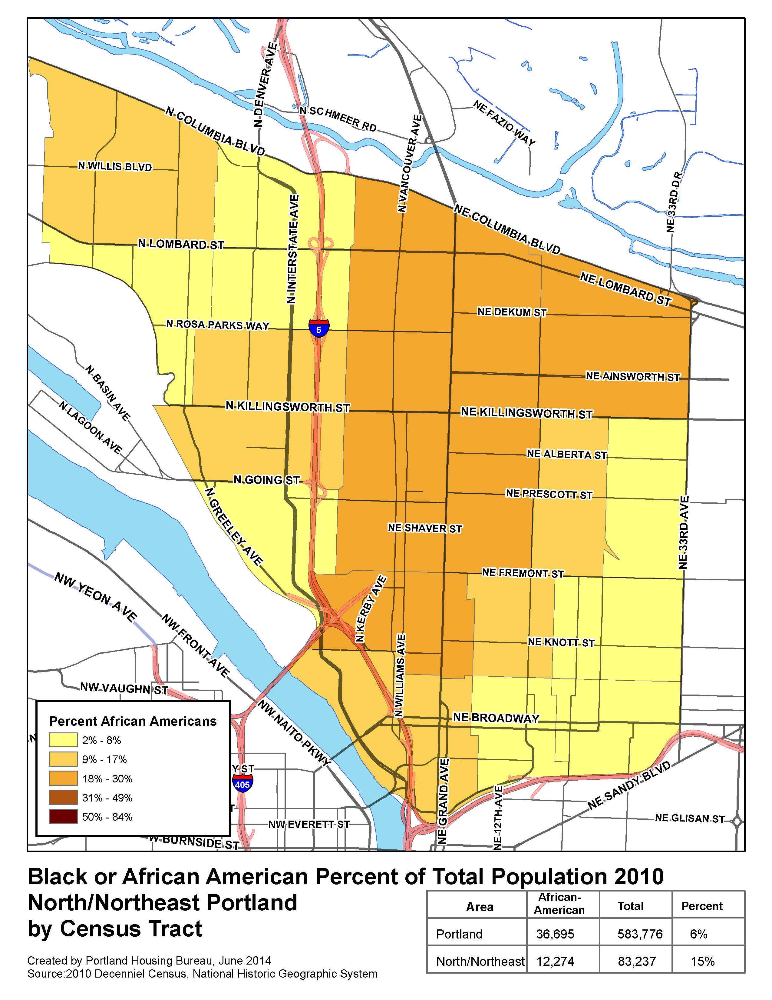 N DENVER AVE
N SCHMEER RD
NE FAZIO WAY
N COLUMBIA BLVD
N VANCOUVER AVE
N WILLIS BLVD
NE 33RD DR
N INTERSTATE AVE
NE COLUMBIA BLVD
N LOMBARD ST
NE LOMBARD ST
NE DEKUM ST
N ROSA PARKS WAY
5
N BASIN AVE
NE AINSWORTH ST
N LAGOON AVE
N KILLINGSWORTH ST
NE KILLINGSWORTH ST
NE ALBERTA ST
N GOING ST
NE PRESCOTT ST
N GREELEY AVE
NE SHAVER ST
NE 33RD AVE
NE FREMONT ST
NW YEON AVE
N KERBY AVE
NW FRONT AVE
NE KNOTT ST
N WILLIAMS AVE
NW VAUGHN ST
NW NAITO PKWY
NE BROADWAY
N
Y ST
405
NE GRAND AVE
NE 12TH AVE
NE SANDY BLVD
T
NW EVERETT ST
NE GLISAN ST
W BURNSIDE ST
Percent African Americans
2% - 8%
9% - 17%
18% - 30%
31% - 49%
50% - 84%
Black or African American Percent of Total Population 2010
North/Northeast Portland
by Census Tract
Created by Portland Housing Bureau, June 2014
Source:2010 Decenniel Census, National Historic Geographic System
Area African-American Total Percent
Portland 36,695 583,776 6%
North/Northeast 12,274 83,237 15%